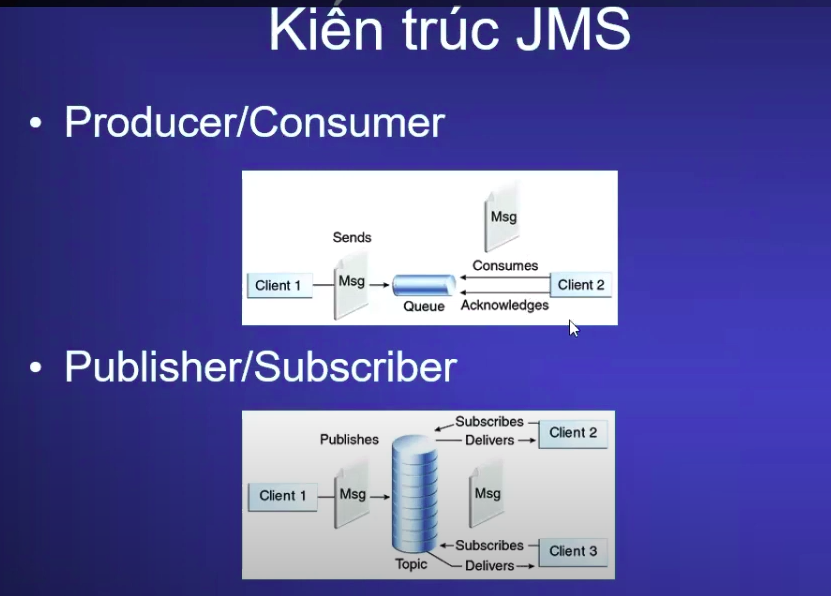 Kiến trúc JMS
• Producer/Consumer
Msg
Sends
Consumes
Client 1
Msg
Client 2
Queue
Acknowledges
• Publisher/Subscriber
Subscribes
Client 2
Publishes
Delivers
Client 1
Msg
Msg
Subscribes
Client 3
Topic
Delivers